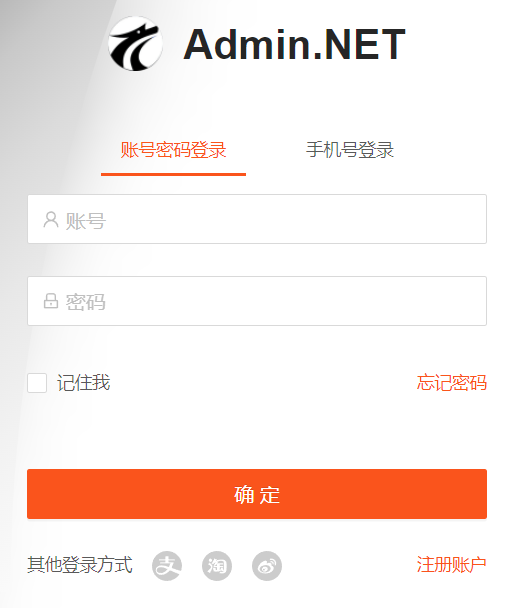 Admin.NET
账号密码登录 手机号登录
账号
密码
记住我 忘记密码
确 定
其他登录方式 支 淘 注册账户